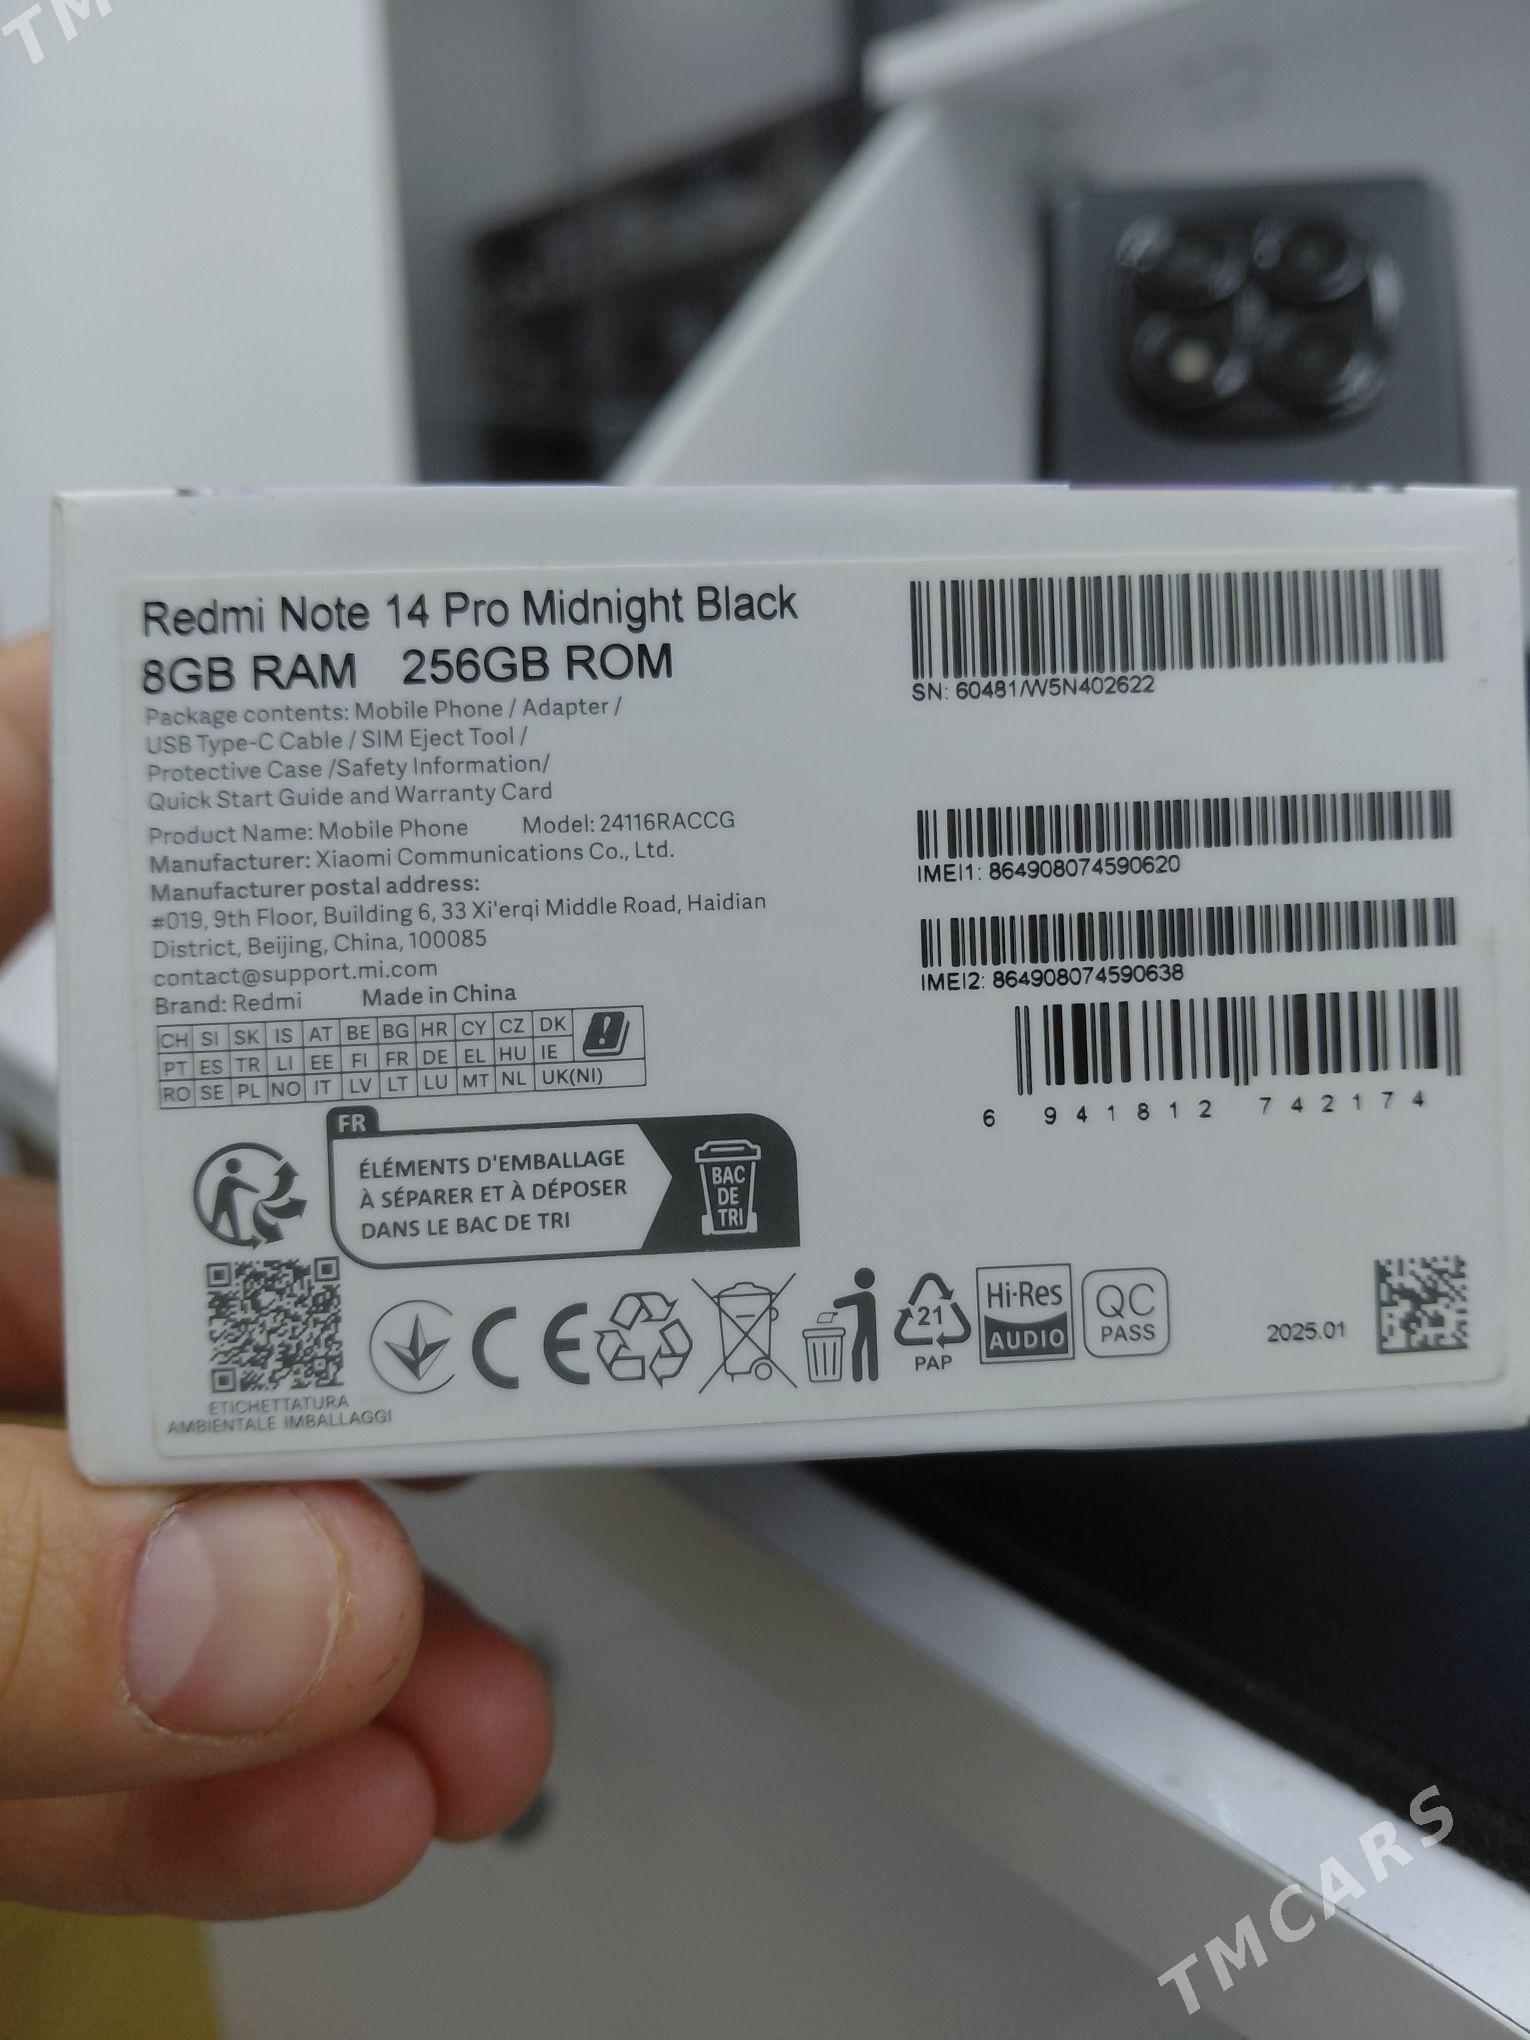 TM
Redmi Note 14 Pro Midnight Black
8GB RAM 256GB ROM
Package contents: Mobile Phone / Adapter /
USB Type-C Cable / SIM Eject Tool /
Protective Case /Safety Information/
Quick Start Guide and Warranty Card
Product Name: Mobile Phone Model: 24116RACCG
Manufacturer: Xiaomi Communications Co., Ltd.
Manufacturer postal address:
#019, 9th Floor, Building 6, 33 Xi'erqi Middle Road, Haidian
District, Beijing, China, 100085
contact@support.mi.com
Brand: Redmi Made in China
CH SI SK IS AT BE BG HR CY CZ DK
PT ES TR LI EE FI FR DE EL HU IE
RO SE PL NO IT LV LT LU MT NL UK(NI)
SN: 60481/W5N402622
IMEI1: 864908074590620
IMEI2: 864908074590638
6 941812 742174
FR
ÉLÉMENTS D'EMBALLAGE
À SÉPARER ET À DÉPOSER
DANS LE BAC DE TRI
BAC
DE
TRI
ETICHETTATURA
AMBIENTALE IMBALLAGGI
CE
21
PAP
Hi-Res
AUDIO
QC
PASS
2025.01
TMCARS